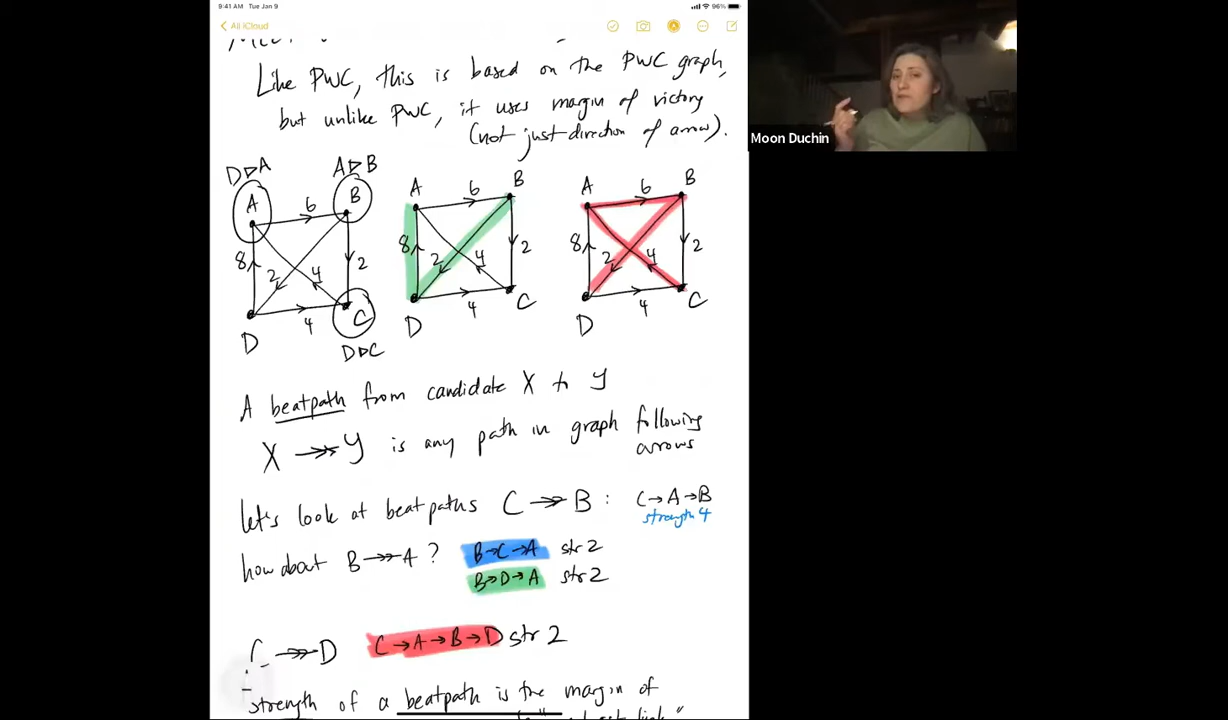 9:41 AM Tue Jan 9
96%
All iCloud
Like PWC, this is based on the PWC graph,
but unlike PWC, it uses margin of victory
(not just direction of arrow).
Moon Duchin
D▷A A▷B
A 6 B
8 2 4 2
D 4 C
D▷C
A 6 B
8 2 4 2
D 4 C
A 6 B
8 2 4 2
D 4 C
A beatpath from candidate X to Y
X ↠ Y is any path in graph following
arrows
Let's look at beatpaths C ↠ B : C→A→B
strength 4
how about B ↠ A ? B→C→A str 2
B→D→A str 2
C ↠ D C→A→B→D str 2
strength of a beatpath is the margin of